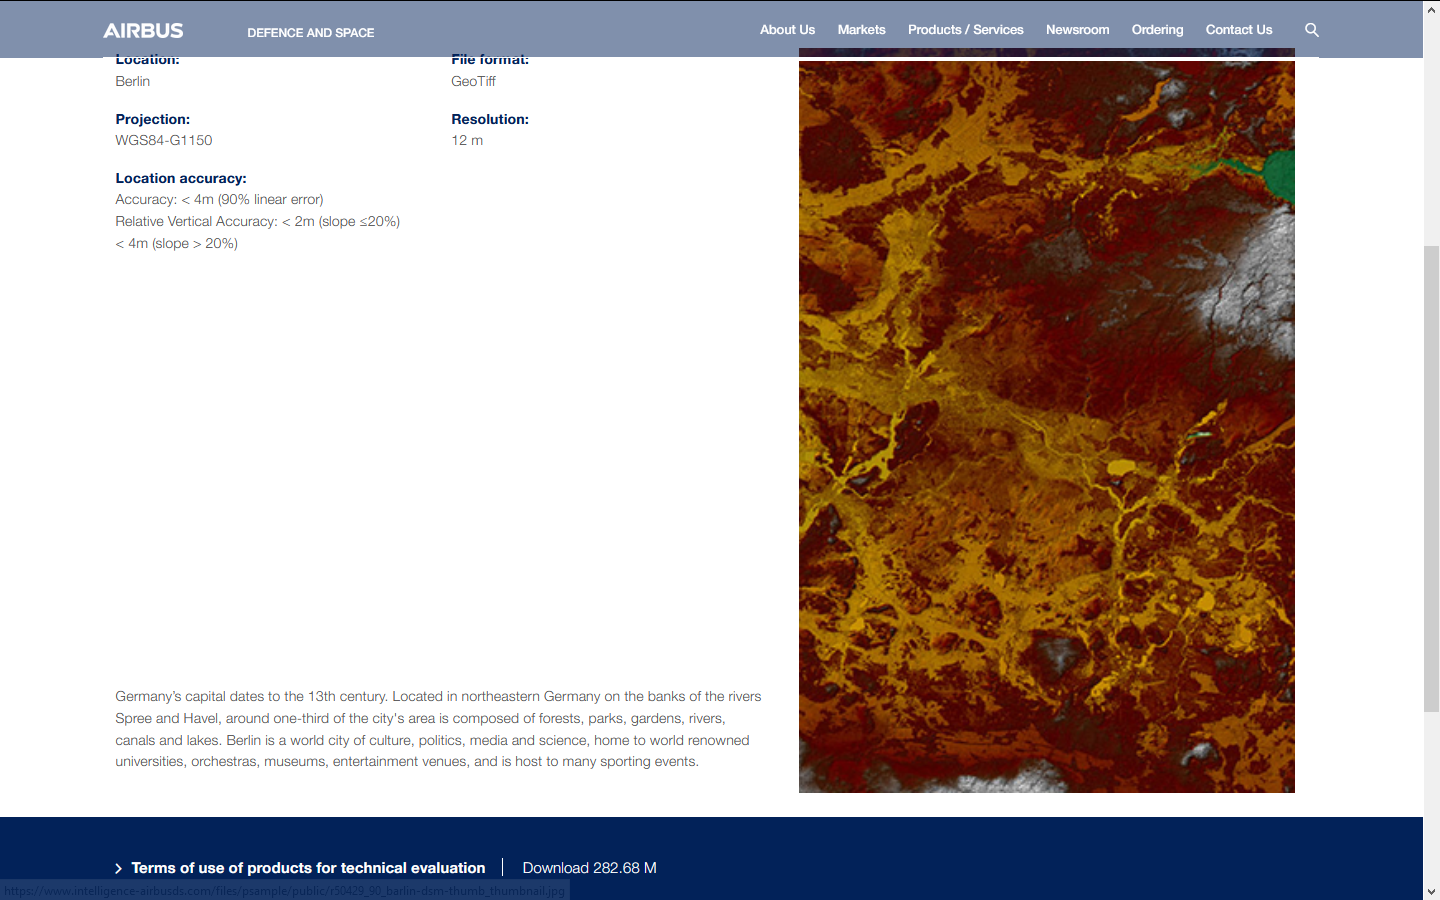 AIRBUS
DEFENCE AND SPACE
About Us
Markets
Products / Services
Newsroom
Ordering
Contact Us
Location:
Berlin
File format:
GeoTiff
Projection:
WGS84-G1150
Resolution:
12 m
Location accuracy:
Accuracy: < 4m (90% linear error)
Relative Vertical Accuracy: < 2m (slope ≤20%)
< 4m (slope > 20%)
Germany’s capital dates to the 13th century. Located in northeastern Germany on the banks of the rivers
Spree and Havel, around one-third of the city's area is composed of forests, parks, gardens, rivers,
canals and lakes. Berlin is a world city of culture, politics, media and science, home to world renowned
universities, orchestras, museums, entertainment venues, and is host to many sporting events.
Terms of use of products for technical evaluation
Download 282.68 M
https://www.intelligence-airbusds.com/files/psample/public/r50429_90_barlin-dsm-thumb_thumbnail.jpg